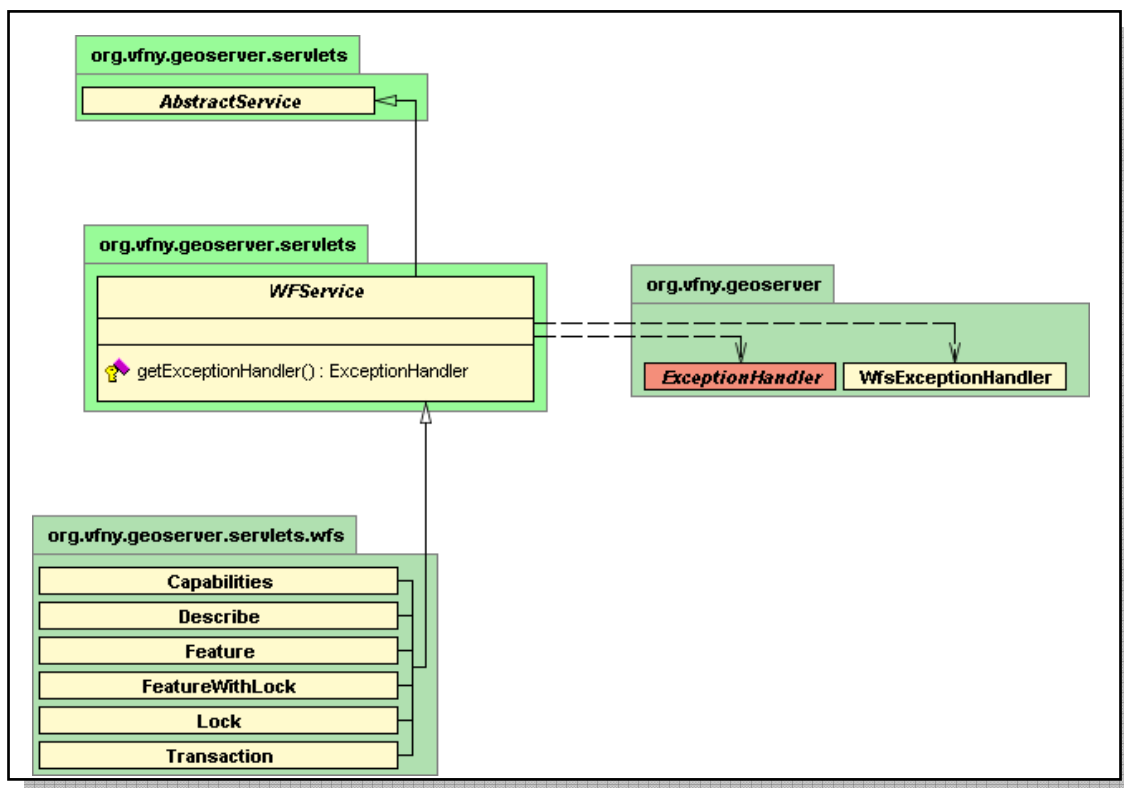 org.vfny.geoserver.servlets
AbstractService
org.vfny.geoserver.servlets
WFService
getExceptionHandler() : ExceptionHandler
org.vfny.geoserver
ExceptionHandler
WfsExceptionHandler
org.vfny.geoserver.servlets.wfs
Capabilities
Describe
Feature
FeatureWithLock
Lock
Transaction